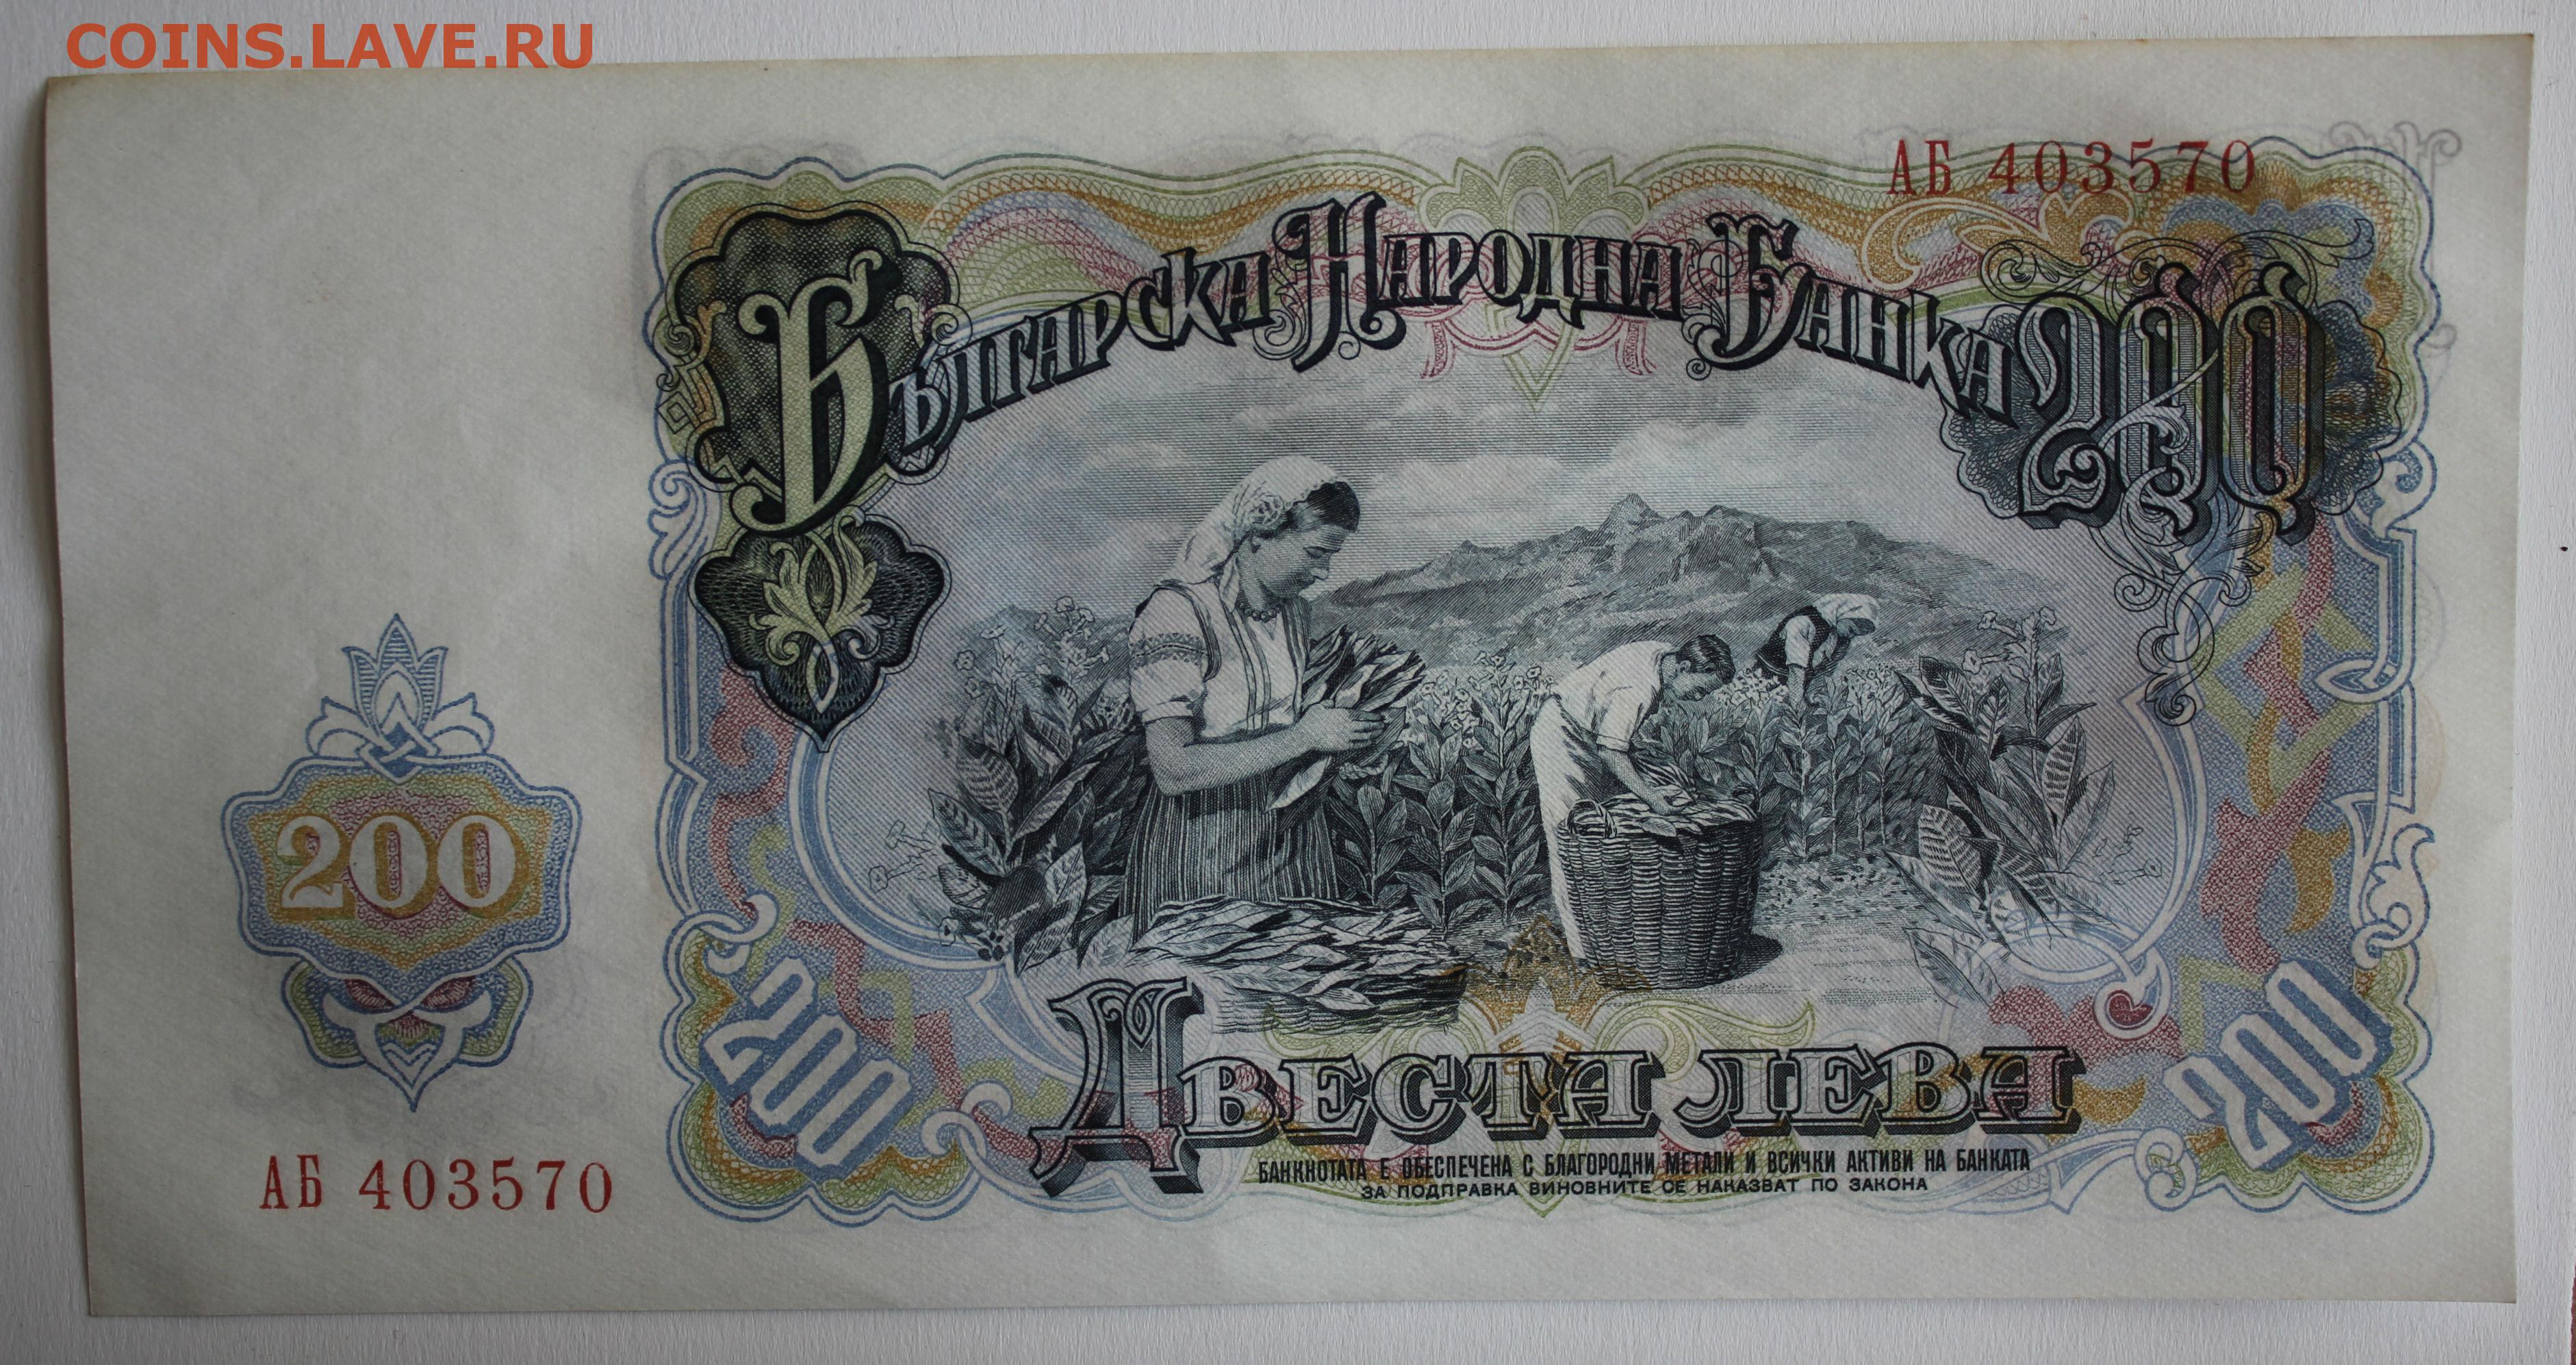 COINS.LAVE.RU
АБ 403570
Българска Народна Банка
200
200
200
200
Двеста лева
АБ 403570
БАНКНОТАТА Е ОБЕСПЕЧЕНА С БЛАГОРОДНИ МЕТАЛИ И ВСИЧКИ АКТИВИ НА БАНКАТА
ЗА ПОДПРАВКА ВИНОВНИТЕ СЕ НАКАЗВАТ ПО ЗАКОНА